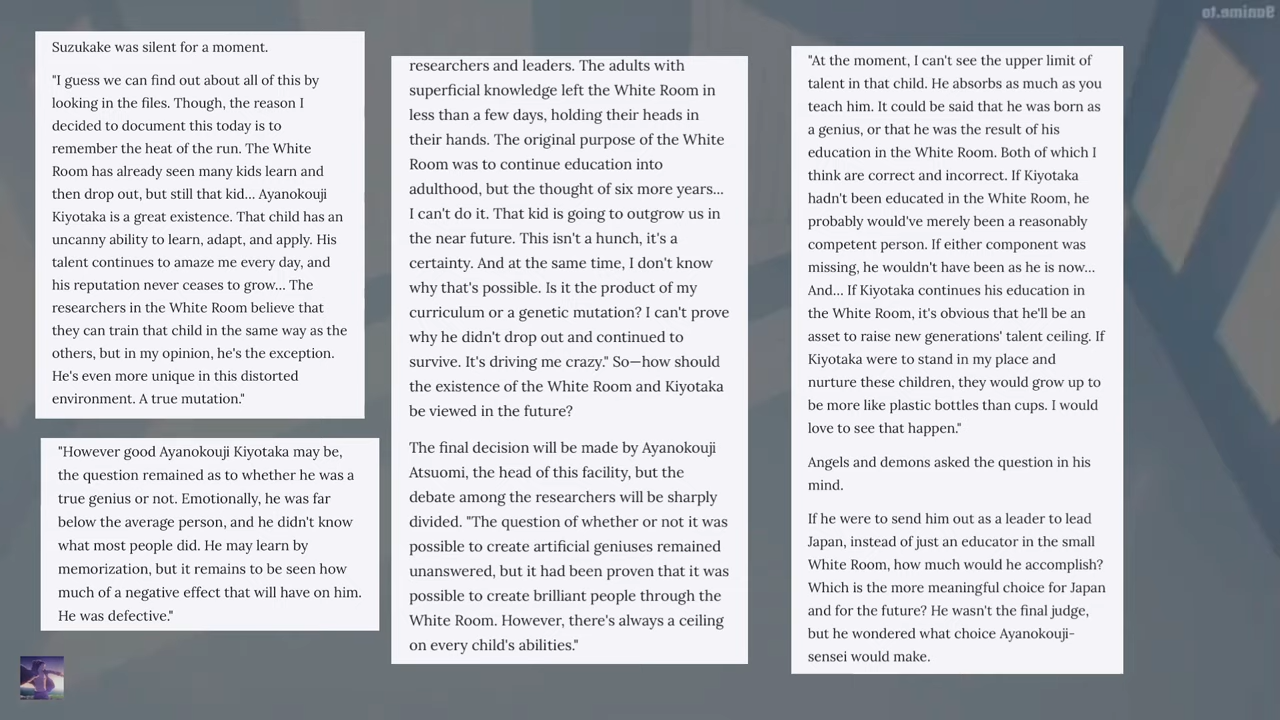 Suzukake was silent for a moment.
"I guess we can find out about all of this by
looking in the files. Though, the reason I
decided to document this today is to
remember the heat of the run. The White
Room has already seen many kids learn and
then drop out, but still that kid... Ayanokouji
Kiyotaka is a great existence. That child has an
uncanny ability to learn, adapt, and apply. His
talent continues to amaze me every day, and
his reputation never ceases to grow... The
researchers in the White Room believe that
they can train that child in the same way as the
others, but in my opinion, he's the exception.
He's even more unique in this distorted
environment. A true mutation."
"However good Ayanokouji Kiyotaka may be,
the question remained as to whether he was a
true genius or not. Emotionally, he was far
below the average person, and he didn't know
what most people did. He may learn by
memorization, but it remains to be seen how
much of a negative effect that will have on him.
He was defective."
researchers and leaders. The adults with
superficial knowledge left the White Room in
less than a few days, holding their heads in
their hands. The original purpose of the White
Room was to continue education into
adulthood, but the thought of six more years...
I can't do it. That kid is going to outgrow us in
the near future. This isn't a hunch, it's a
certainty. And at the same time, I don't know
why that's possible. Is it the product of my
curriculum or a genetic mutation? I can't prove
why he didn't drop out and continued to
survive. It's driving me crazy." So—how should
the existence of the White Room and Kiyotaka
be viewed in the future?
The final decision will be made by Ayanokouji
Atsuomi, the head of this facility, but the
debate among the researchers will be sharply
divided. "The question of whether or not it was
possible to create artificial geniuses remained
unanswered, but it had been proven that it was
possible to create brilliant people through the
White Room. However, there's always a ceiling
on every child's abilities."
"At the moment, I can't see the upper limit of
talent in that child. He absorbs as much as you
teach him. It could be said that he was born as
a genius, or that he was the result of his
education in the White Room. Both of which I
think are correct and incorrect. If Kiyotaka
hadn't been educated in the White Room, he
probably would've merely been a reasonably
competent person. If either component was
missing, he wouldn't have been as he is now...
And... If Kiyotaka continues his education in
the White Room, it's obvious that he'll be an
asset to raise new generations' talent ceiling. If
Kiyotaka were to stand in my place and
nurture these children, they would grow up to
be more like plastic bottles than cups. I would
love to see that happen."
Angels and demons asked the question in his
mind.
If he were to send him out as a leader to lead
Japan, instead of just an educator in the small
White Room, how much would he accomplish?
Which is the more meaningful choice for Japan
and for the future? He wasn't the final judge,
but he wondered what choice Ayanokouji-
sensei would make.
9anime.to